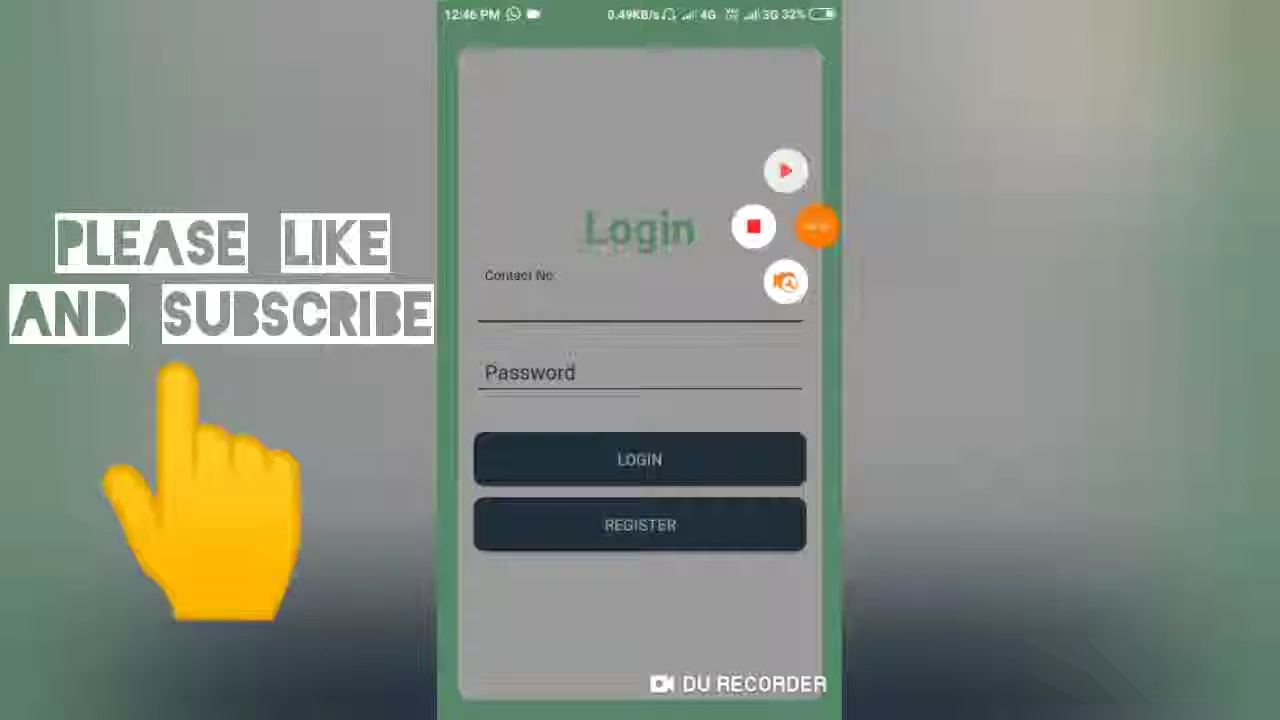 12:46 PM 0.49KB/s 4G 3G 32%
PLEASE LIKE
AND SUBSCRIBE
Login
Contact No.
Password
LOGIN
REGISTER
DU RECORDER